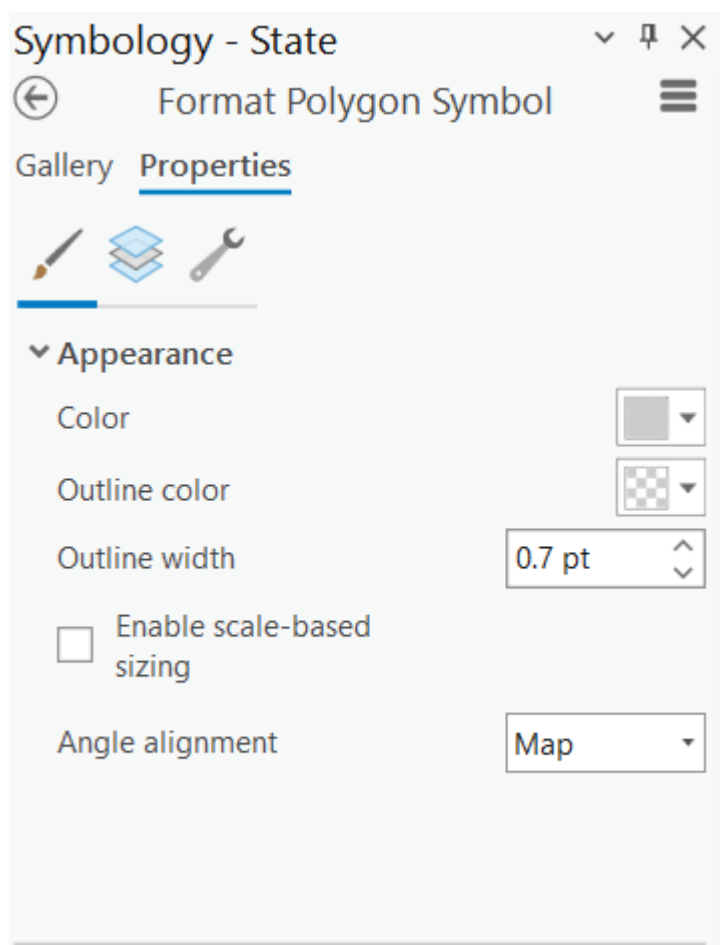 Symbology - State
Format Polygon Symbol
Gallery Properties
Appearance
Color
Outline color
Outline width 0.7 pt
Enable scale-based
sizing
Angle alignment Map